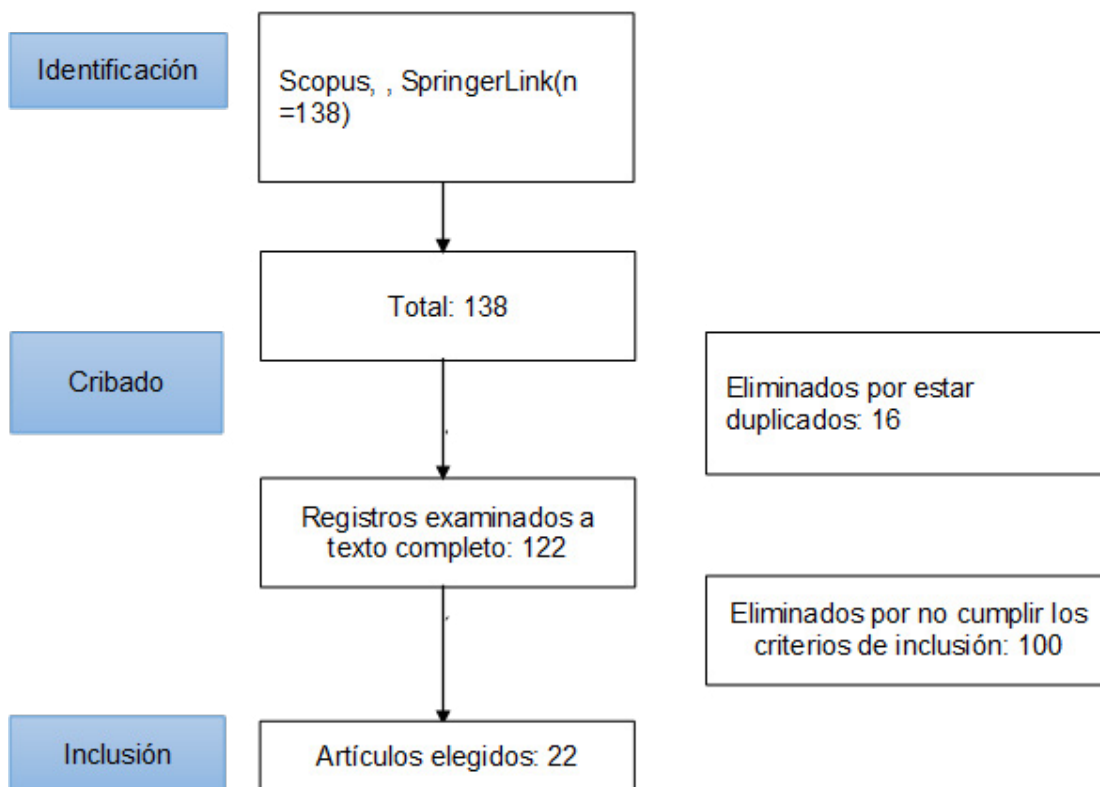 Identificación
Scopus, , SpringerLink(n
=138)
Total: 138
Cribado
Eliminados por estar
duplicados: 16
Registros examinados a
texto completo: 122
Eliminados por no cumplir los
criterios de inclusión: 100
Inclusión
Artículos elegidos: 22